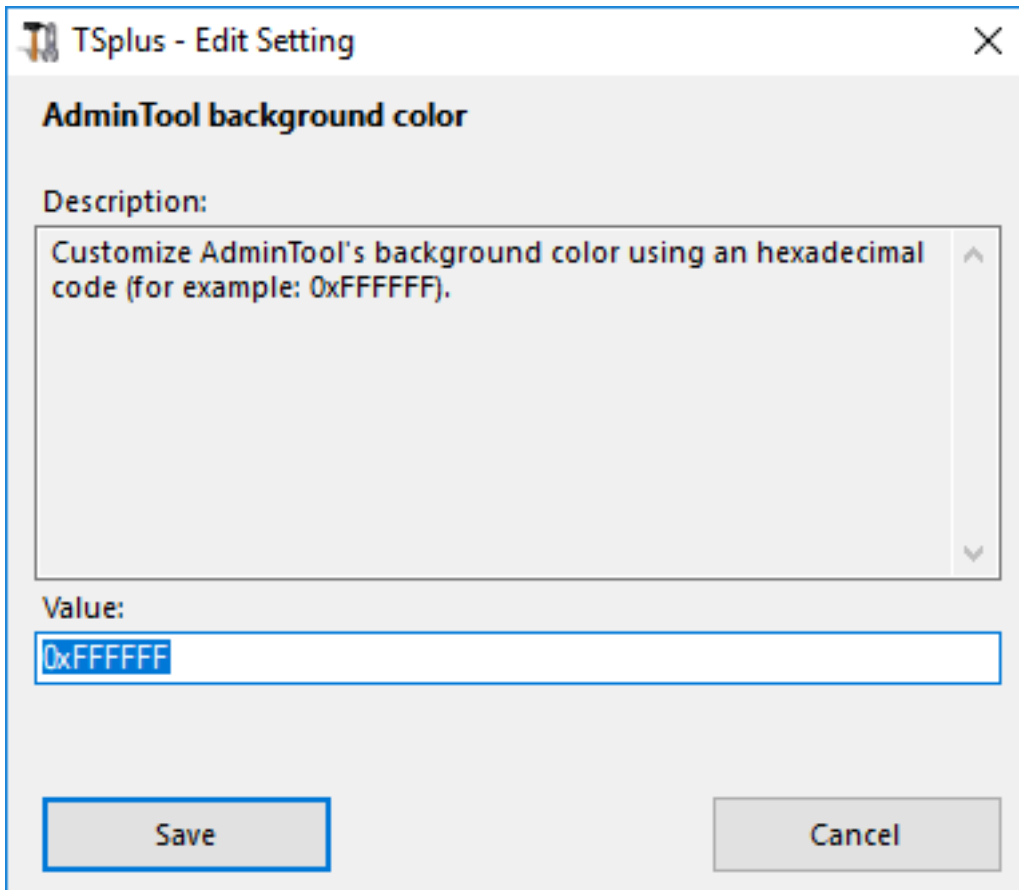 TSplus - Edit Setting
AdminTool background color
Description:
Customize AdminTool's background color using an hexadecimal
code (for example: 0xFFFFFF).
Value:
0xFFFFFF
Save
Cancel